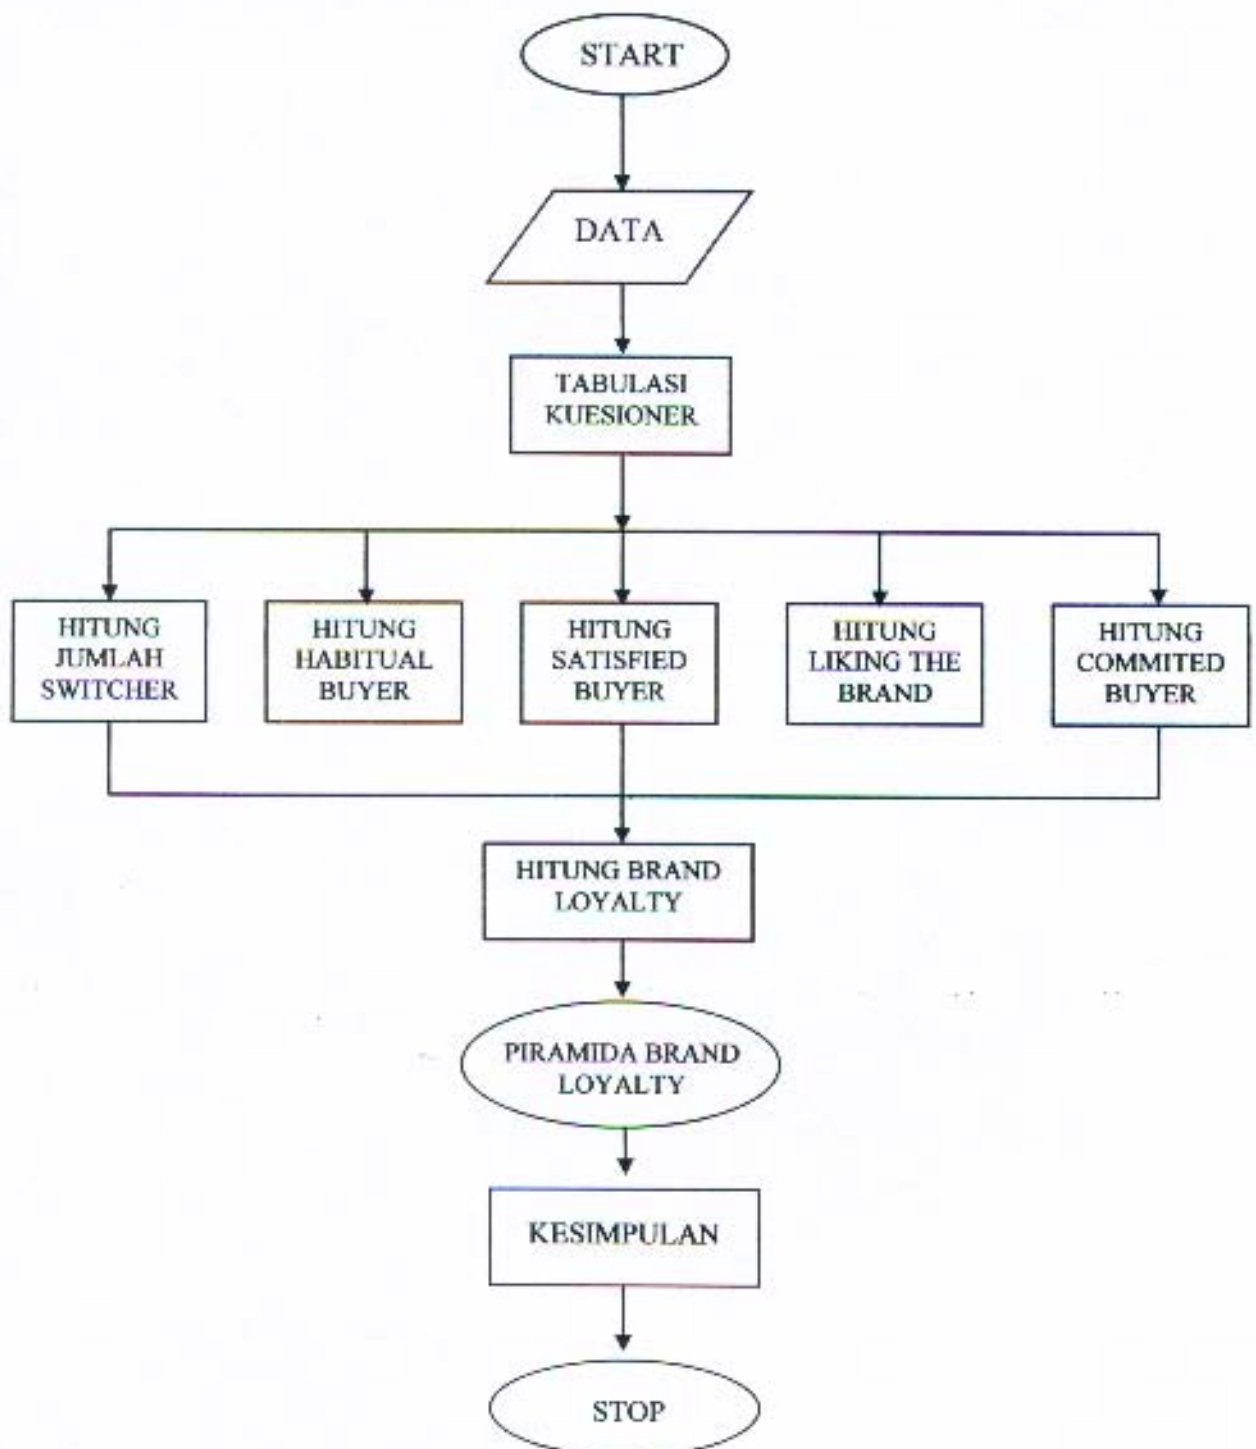 START
DATA
TABULASI
KUESIONER
HITUNG
JUMLAH
SWITCHER
HITUNG
HABITUAL
BUYER
HITUNG
SATISFIED
BUYER
HITUNG
LIKING THE
BRAND
HITUNG
COMMITED
BUYER
HITUNG BRAND
LOYALTY
PIRAMIDA BRAND
LOYALTY
KESIMPULAN
STOP